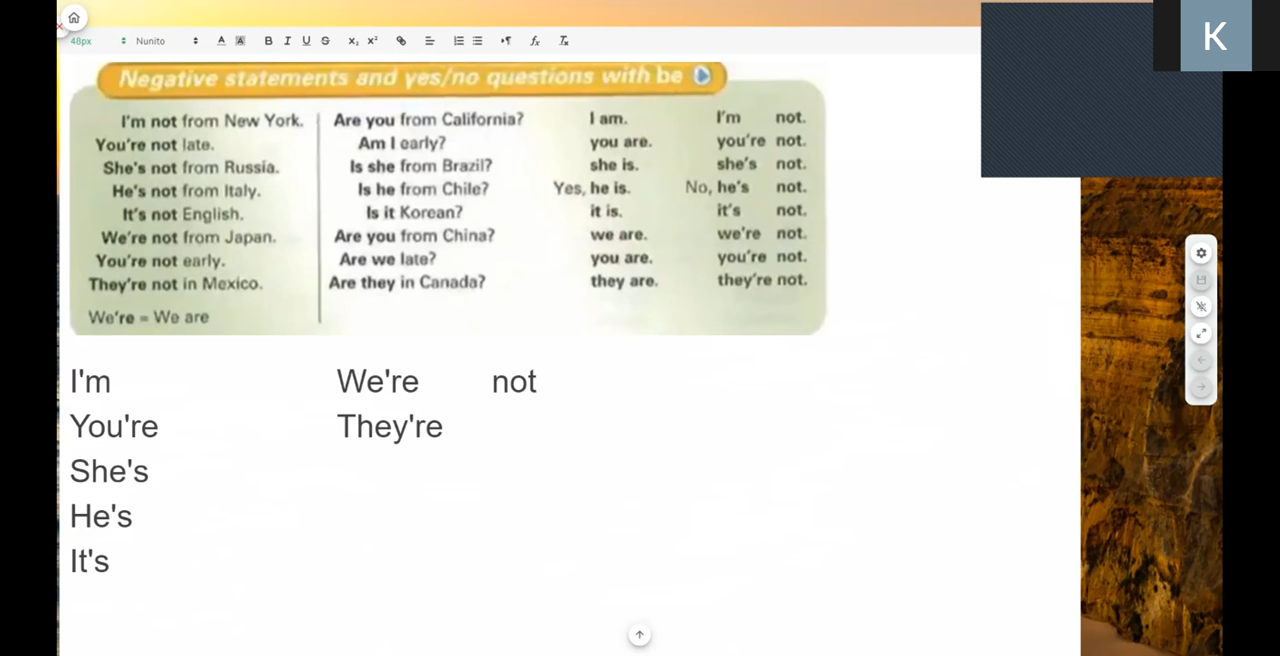 K
48px Nunito A A B I U S X₂ X² fx Tx
Negative statements and yes/no questions with be
I'm not from New York. Are you from California? I am. I'm not.
You're not late. Am I early? you are. you're not.
She's not from Russia. Is she from Brazil? she is. she's not.
He's not from Italy. Is he from Chile? Yes, he is. No, he's not.
It's not English. Is it Korean? it is. it's not.
We're not from Japan. Are you from China? we are. we're not.
You're not early. Are we late? you are. you're not.
They're not in Mexico. Are they in Canada? they are. they're not.
We're = We are
I'm We're not
You're They're
She's
He's
It's